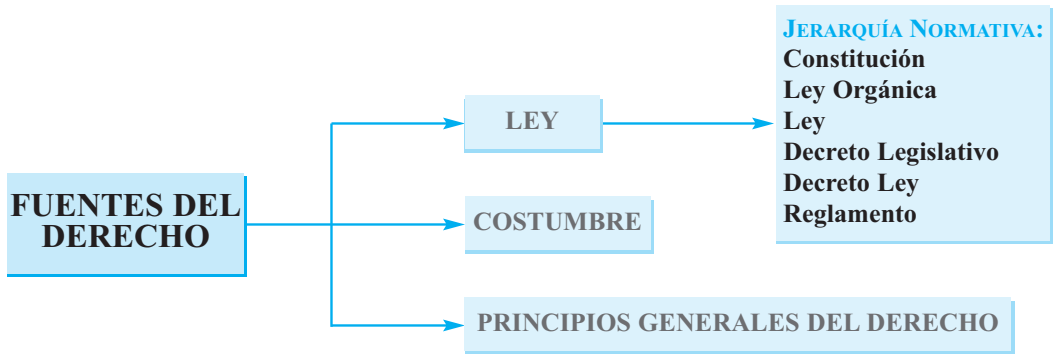 FUENTES DEL
DERECHO
LEY
COSTUMBRE
PRINCIPIOS GENERALES DEL DERECHO
JERARQUÍA NORMATIVA:
Constitución
Ley Orgánica
Ley
Decreto Legislativo
Decreto Ley
Reglamento